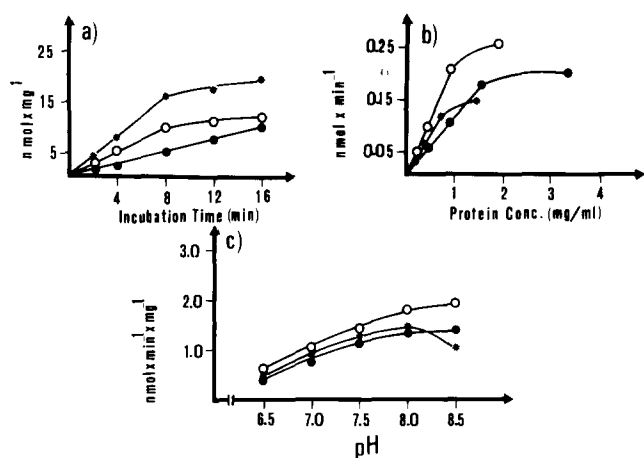 a)
nmol x mg⁻¹
25
15
5
4 8 12 16
Incubation Time (min)
b)
nmol x min⁻¹
0.25
0.15
0.05
1 2 3 4
Protein Conc. (mg/ml)
c)
nmol x min⁻¹ x mg⁻¹
3.0
2.0
1.0
6.5 7.0 7.5 8.0 8.5
pH